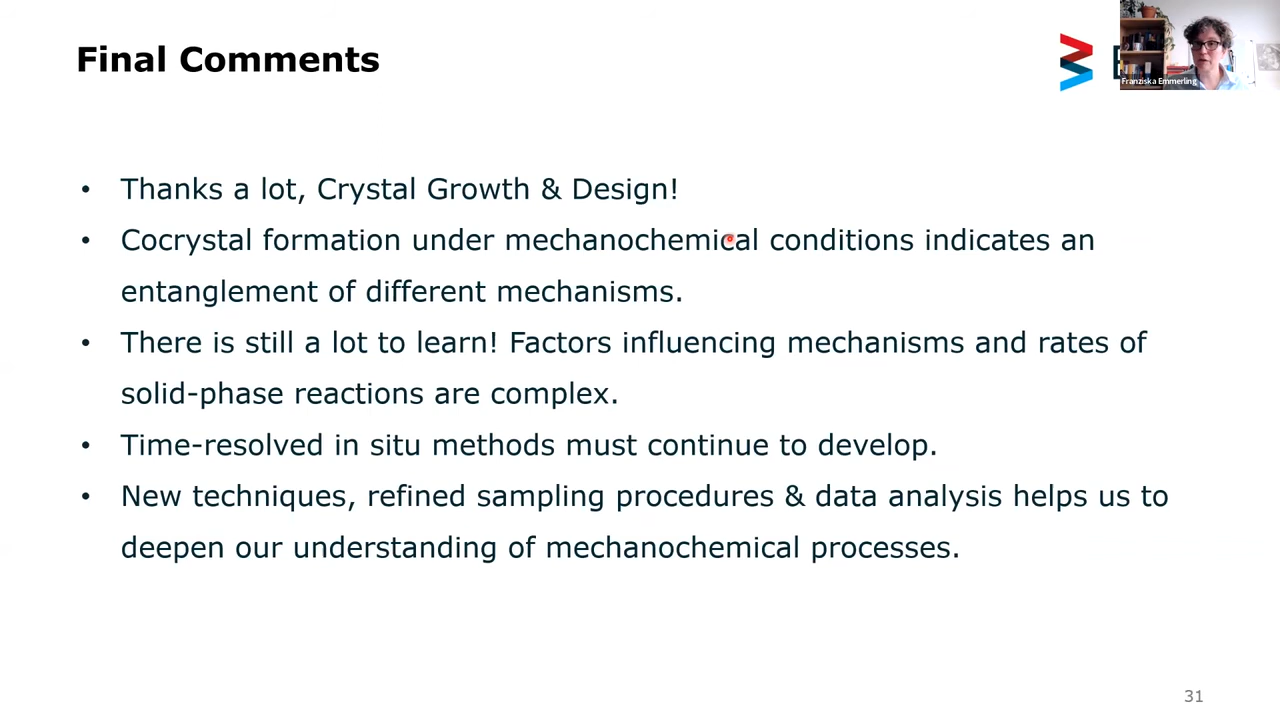 Final Comments
Franziska Emmerling
• Thanks a lot, Crystal Growth & Design!
• Cocrystal formation under mechanochemical conditions indicates an
entanglement of different mechanisms.
• There is still a lot to learn! Factors influencing mechanisms and rates of
solid-phase reactions are complex.
• Time-resolved in situ methods must continue to develop.
• New techniques, refined sampling procedures & data analysis helps us to
deepen our understanding of mechanochemical processes.
31